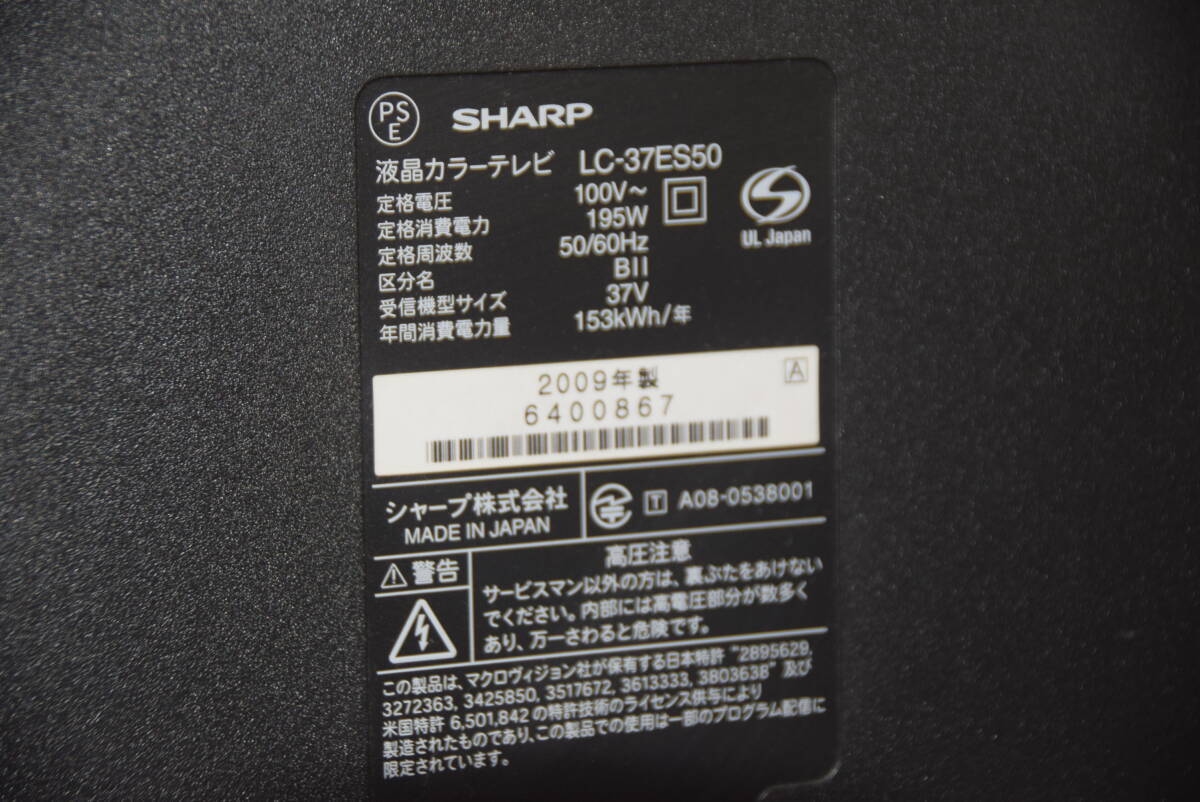 PS
E
SHARP
液晶カラーテレビ LC-37ES50
定格電圧 100V～
定格消費電力 195W
定格周波数 50/60Hz
区分名 BII
受信機型サイズ 37V
年間消費電力量 153kWh/年
UL Japan
2009年製
A
6400867
シャープ株式会社
MADE IN JAPAN
T A08-0538001
警告
高圧注意
サービスマン以外の方は、裏ぶたをあけない
でください。内部には高電圧部分が数多く
あり、万一さわると危険です。
この製品は、マクロヴィジョン社が保有する日本特許 "2895629,
3272363, 3425850, 3517672, 3613333, 3803638" 及び
米国特許 6,501,842 の特許技術のライセンス供与により
製造されたものであり、この製品での使用は一部のプログラム配信に
限定されています。